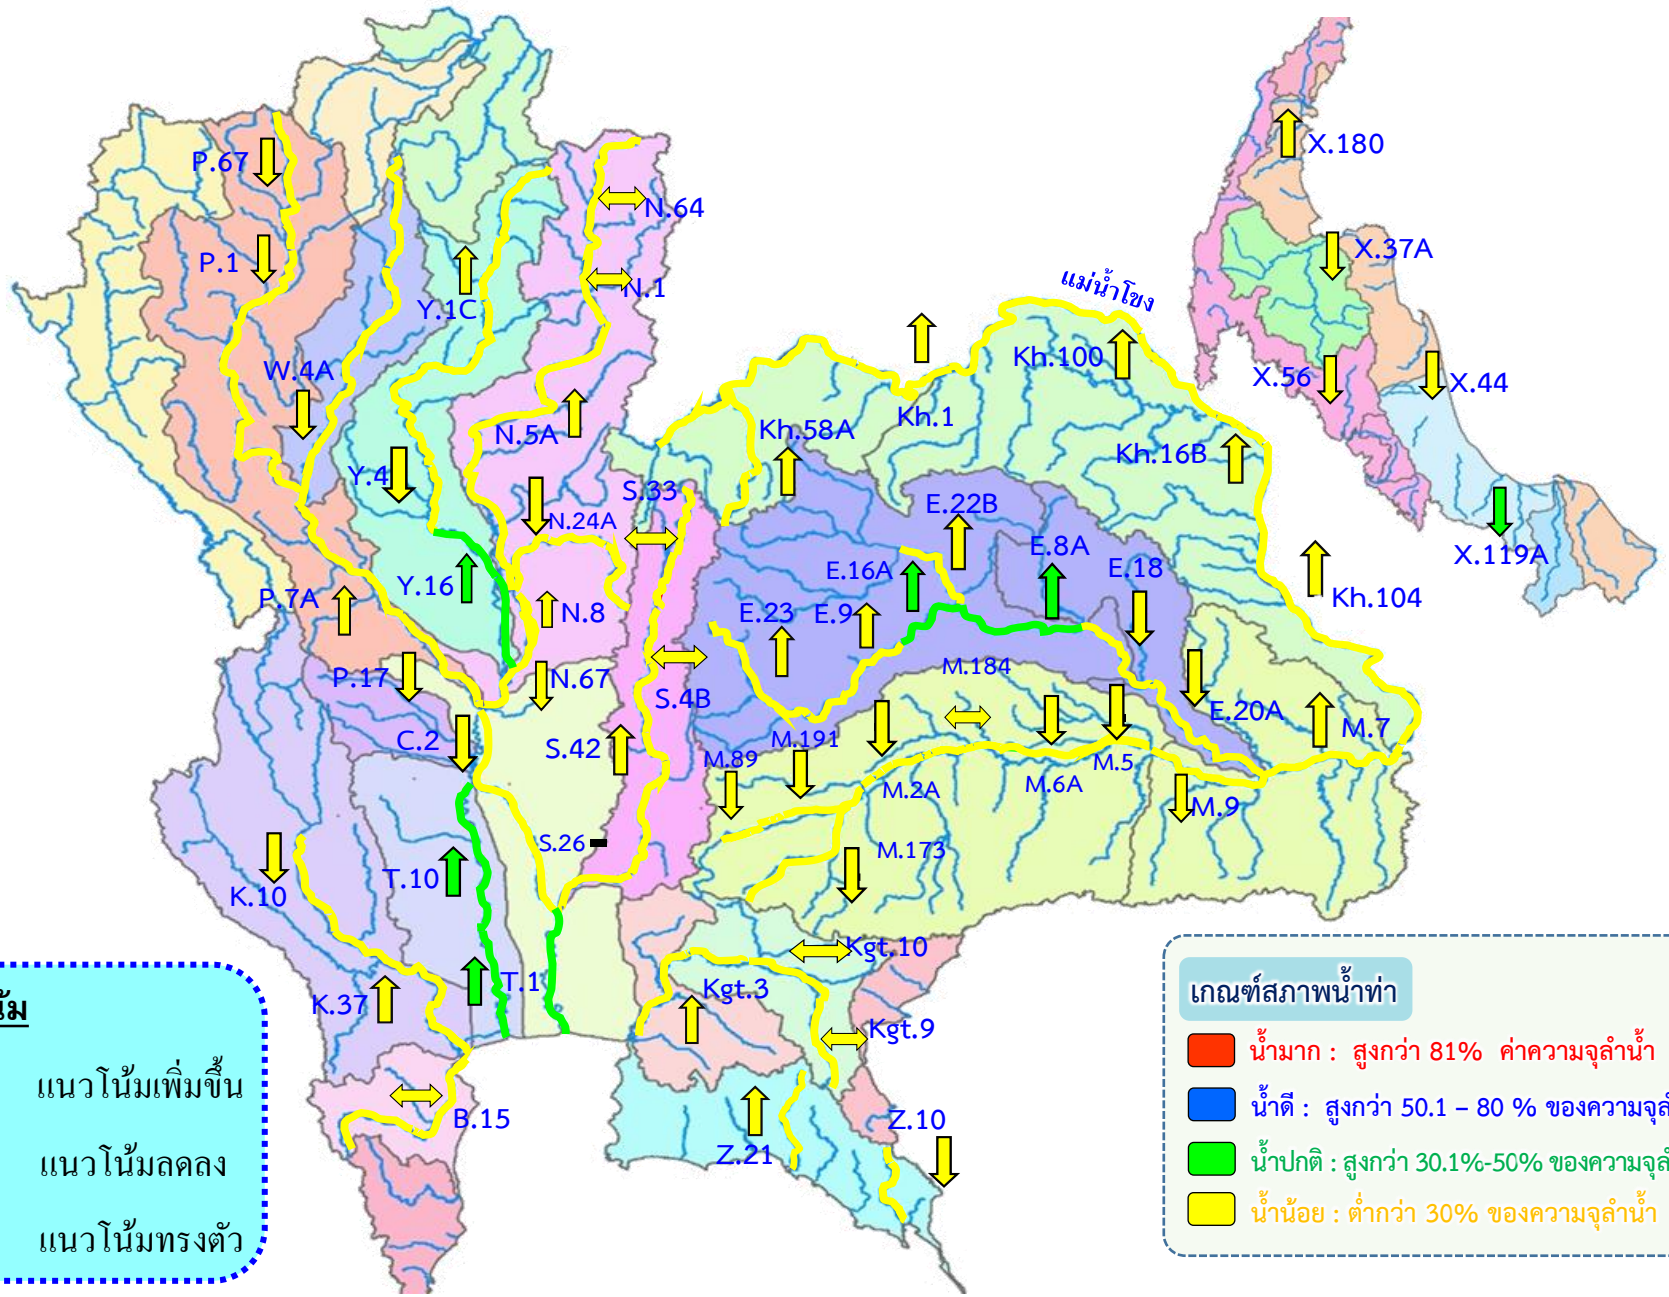 P.67
X.180
N.64
X.37A
P.1
N.1
แม่น้ำโขง
Y.1C
Kh.100
W.4A
X.56
X.44
Kh.1
N.5A
Kh.58A
Kh.16B
Y.4
S.33
E.22B
N.24A
E.8A
X.119A
E.16A
E.18
Y.16
P.7A
Kh.104
N.8
E.23
E.9
M.184
P.17
N.67
S.4B
E.20A
M.7
C.2
S.42
M.191
M.89
M.5
M.2A
M.6A
M.9
S.26
M.173
T.10
K.10
Kgt.10
T.1
Kgt.3
K.37
Kgt.9
B.15
Z.10
Z.21
แนวโน้มเพิ่มขึ้น
แนวโน้มลดลง
แนวโน้มทรงตัว
เกณฑ์สภาพน้ำท่า
น้ำมาก : สูงกว่า 81% ค่าความจุลำน้ำ
น้ำดี : สูงกว่า 50.1 – 80 % ของความจุล
น้ำปกติ : สูงกว่า 30.1%-50% ของความจุล
น้ำน้อย : ต่ำกว่า 30% ของความจุลำน้ำ